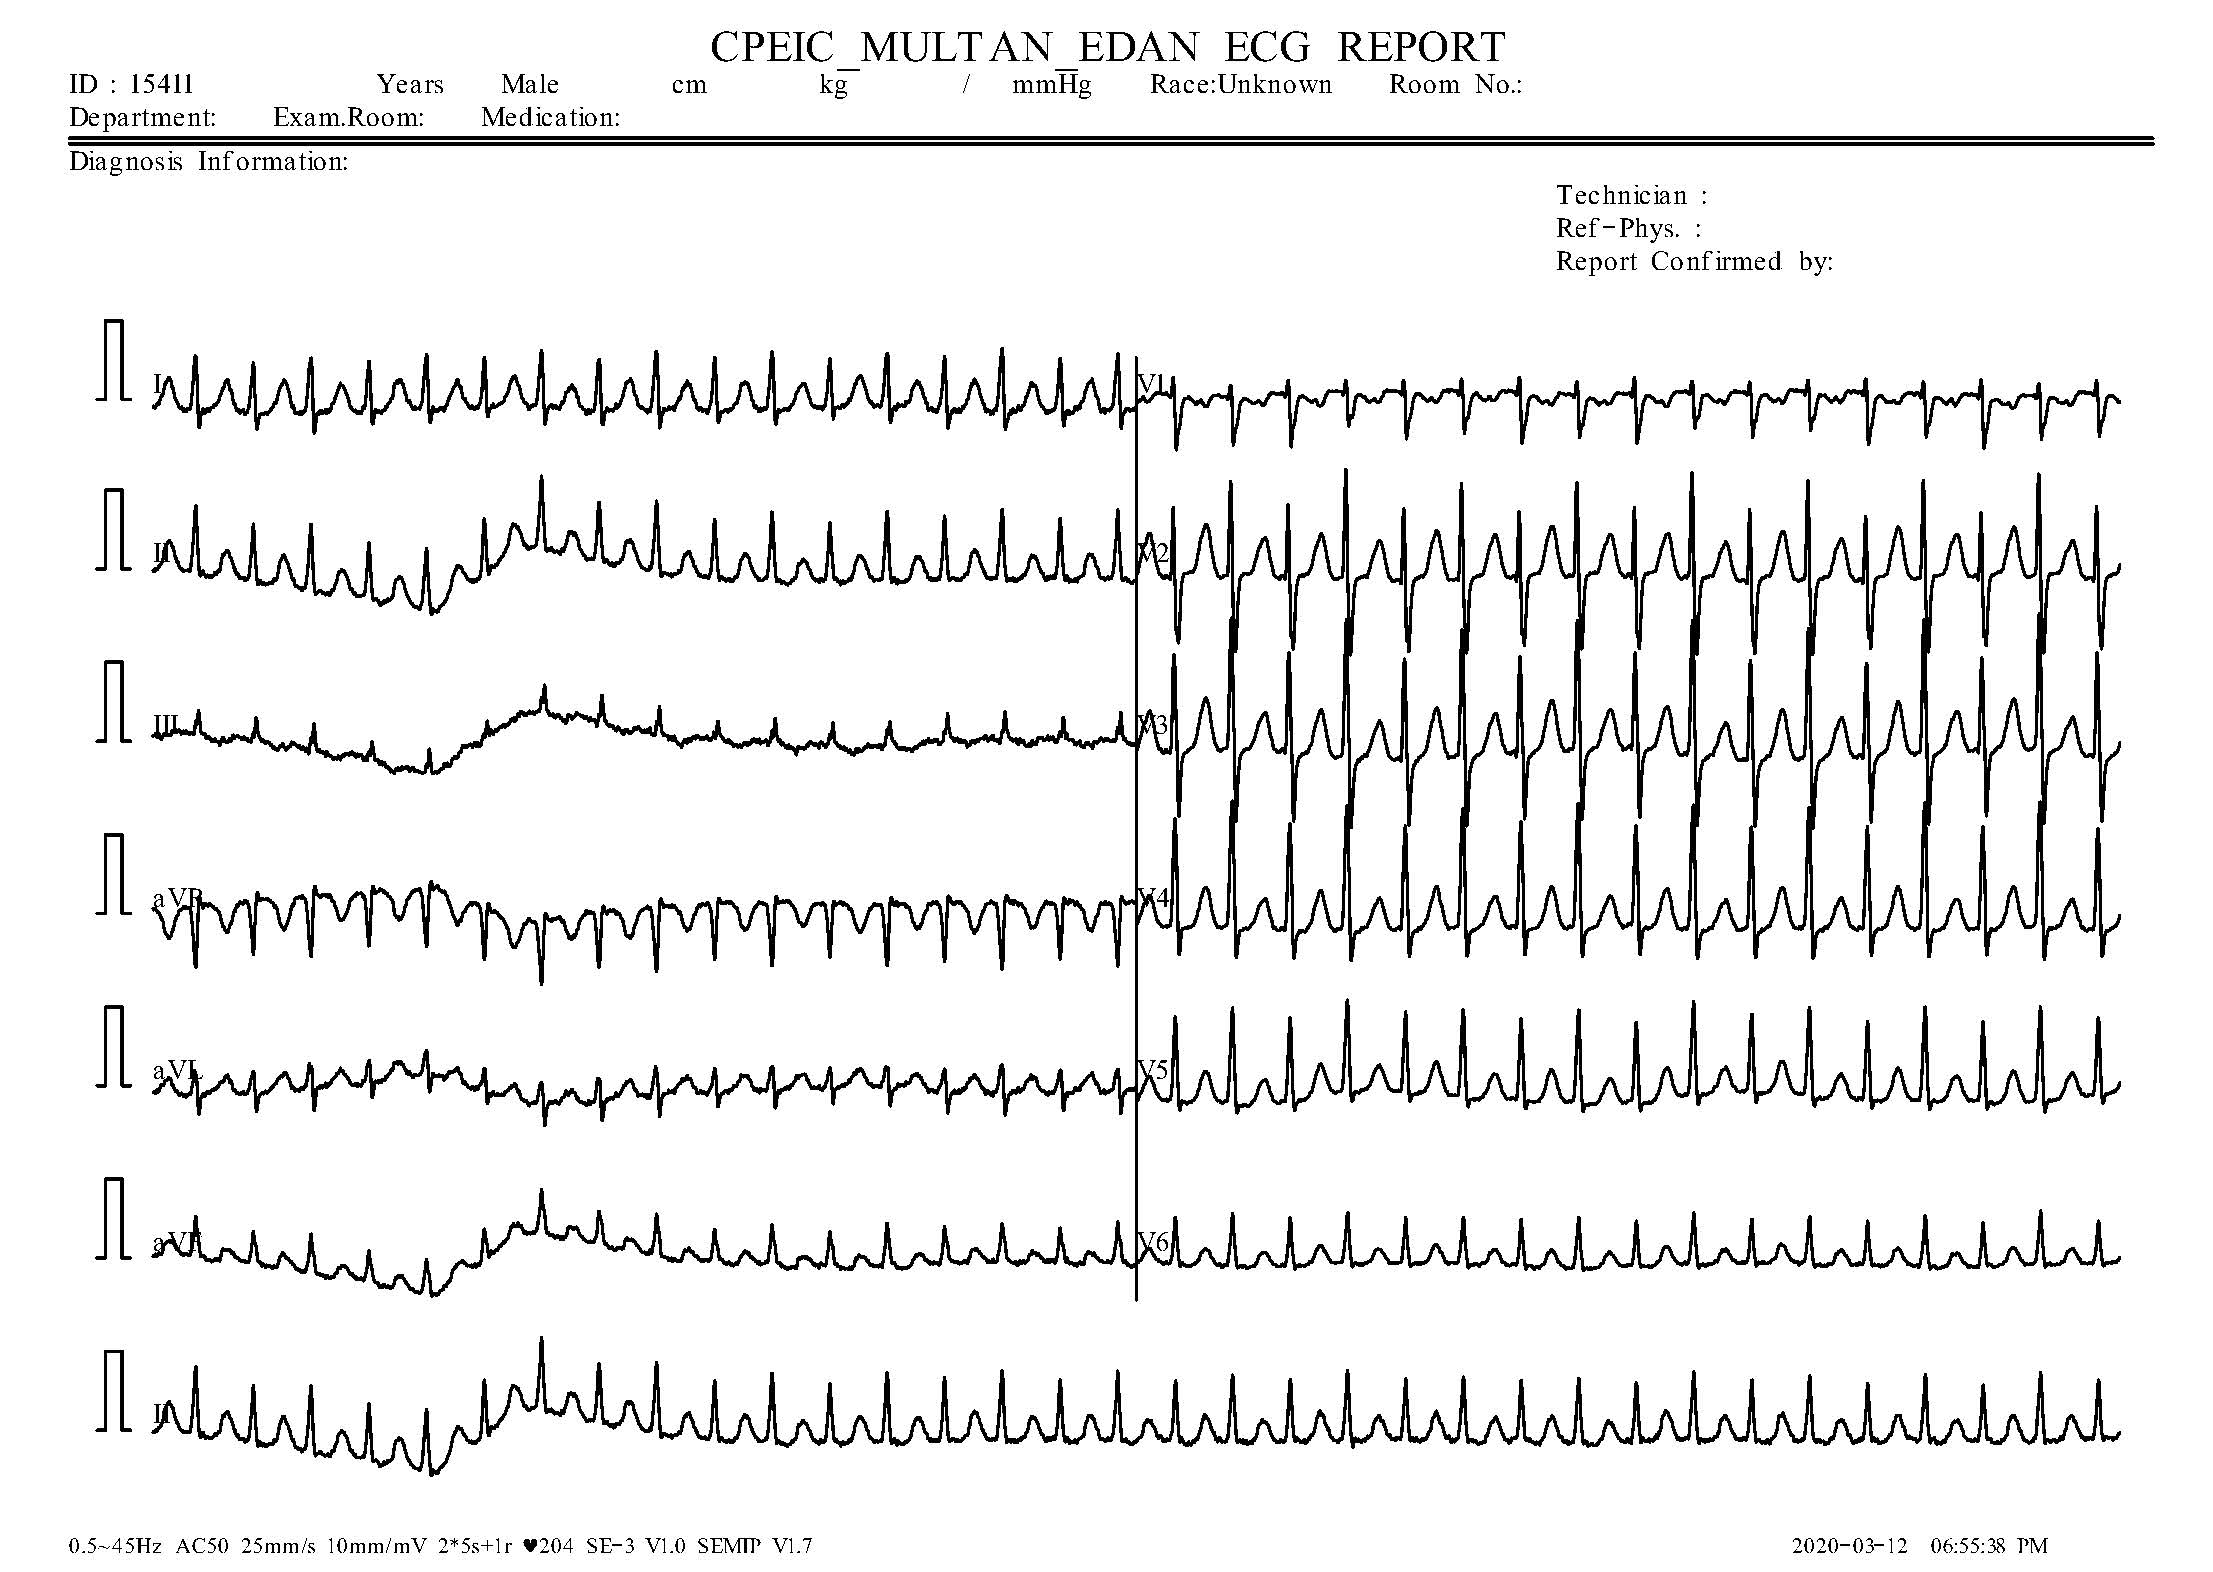 CPEIC_MULTAN_EDAN ECG REPORT
ID : 15411 Years Male cm kg / mmHg Race:Unknown Room No.:
Department: Exam.Room: Medication:
Diagnosis Information:
Technician :
Ref-Phys. :
Report Confirmed by:
I V1
II V2
III V3
aVR V4
aVL V5
aVF V6
II
0.5~45Hz AC50 25mm/s 10mm/mV 2*5s+1r ♥204 SE-3 V1.0 SEMIP V1.7 2020-03-12 06:55:38 PM